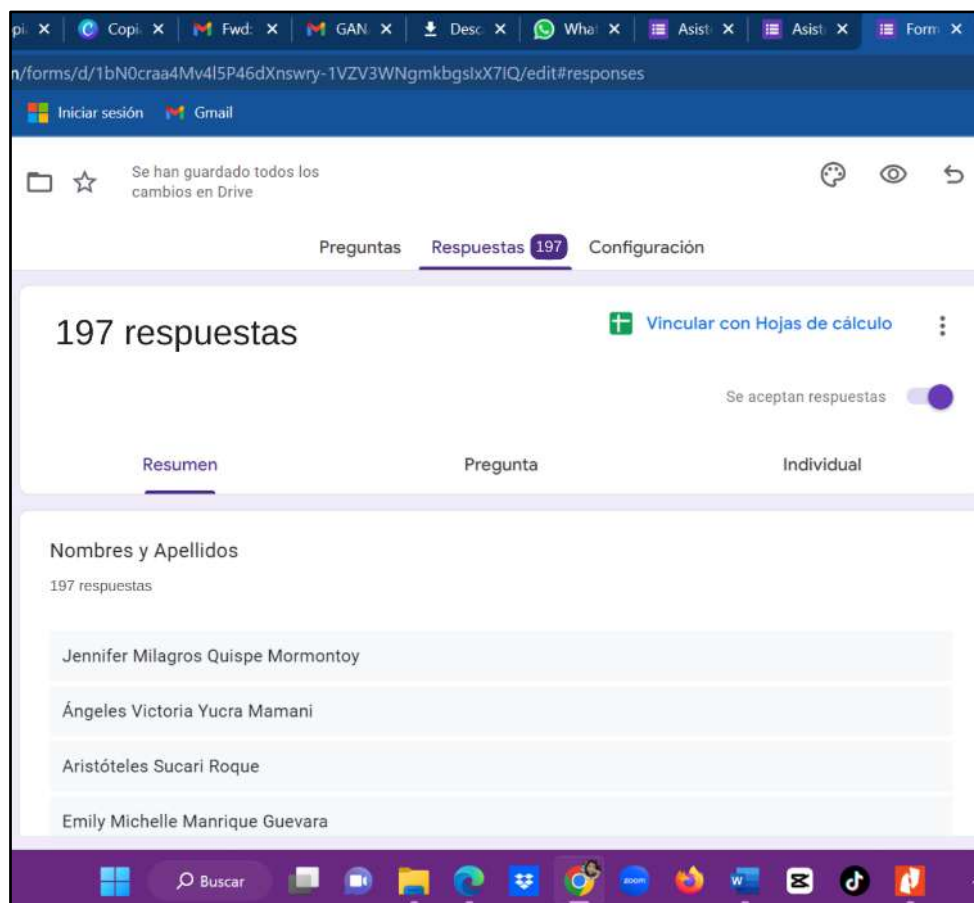 Copi
Fwd:
GAN
Desc
What
Asist
Asist
Form
n/forms/d/1bN0craa4Mv4l5P46dXnswry-1VZV3WNgmkbgslxX7IQ/edit#responses
Iniciar sesión Gmail
Se han guardado todos los
cambios en Drive
Preguntas Respuestas 197 Configuración
197 respuestas
Vincular con Hojas de cálculo
Se aceptan respuestas
Resumen Pregunta Individual
Nombres y Apellidos
197 respuestas
Jennifer Milagros Quispe Mormontoy
Ángeles Victoria Yucra Mamani
Aristóteles Sucari Roque
Emily Michelle Manrique Guevara
Buscar
zoom